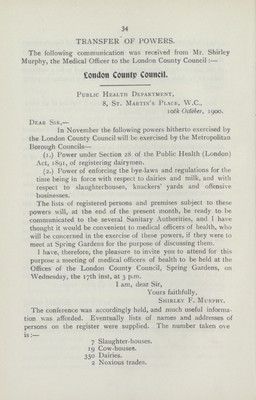 34
TRANSFER OF POWERS.
The following communication was received from Mr. Shirley
Murphy, the Medical Officer to the London County Council :—
London County Council.
PUBLIC HEALTH DEPARTMENT,
8, ST. MARTIN'S PLACE, W.C.,
10th October, 1900.
DEAR SIR,—
In November the following powers hitherto exercised by
the London County Council will be exercised by the Metropolitan
Borough Councils—
(1.) Power under Section 28 of the Public Health (London)
Act, 1891, of registering dairymen.
(2.) Power of enforcing the bye-laws and regulations for the
time being in force with respect to dairies and milk, and with
respect to slaughterhouses, knuckers' yards and offensive
businesses.
The lists of registered persons and premises subject to these
powers will, at the end of the present month, be ready to be
communicated to the several Sanitary Authorities, and I have
thought it would be convenient to medical officers of health, who
will be concerned in the exercise of these powers, if they were to
meet at Spring Gardens for the purpose of discussing them.
I have, therefore, the pleasure to invite you to attend for this
purpose a meeting of medical officers of health to be held at the
Offices of the London County Council, Spring Gardens, on
Wednesday, the 17th inst, at 3 p.m.
I am, dear Sir,
Yours faithfully,
SHIRLEY F. MURPHY.
The conference was accordingly held, and much useful informa-
tion was afforded. Eventually lists of names and addresses of
persons on the register were supplied. The number taken ove
is :—
7 Slaughter-houses.
19 Cow-houses.
350 Dairies.
2 Noxious trades.